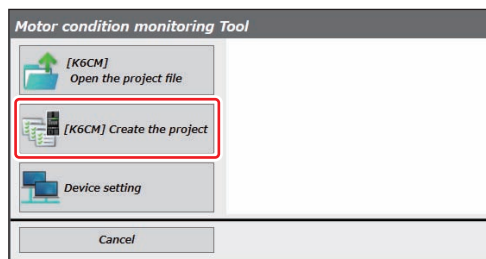 Motor condition monitoring Tool
[K6CM]
Open the project file
[K6CM] Create the project
Device setting
Cancel